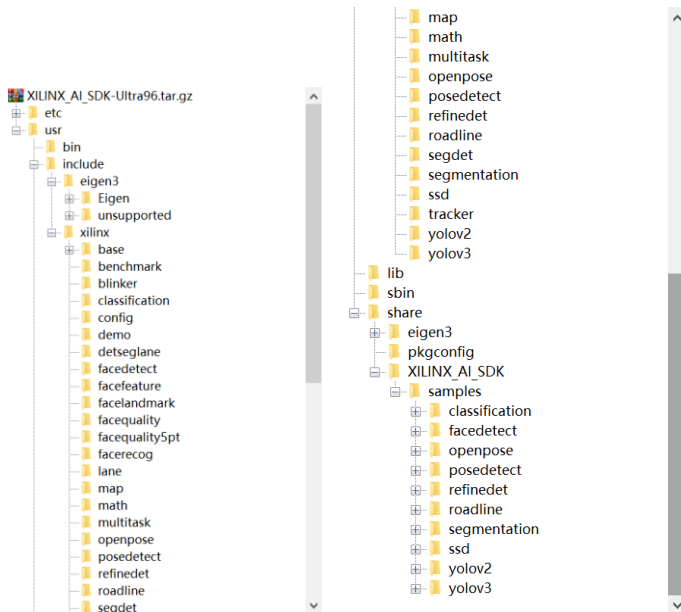 XILINX_AI_SDK-Ultra96.tar.gz
etc
usr
bin
include
eigen3
Eigen
unsupported
xilinx
base
benchmark
blinker
classification
config
demo
detseglane
facedetect
facefeature
facelandmark
facequality
facequality5pt
facerecog
lane
map
math
multitask
openpose
posedetect
refinedet
roadline
segdet
map
math
multitask
openpose
posedetect
refinedet
roadline
segdet
segmentation
ssd
tracker
yolov2
yolov3
lib
sbin
share
eigen3
pkgconfig
XILINX_AI_SDK
samples
classification
facedetect
openpose
posedetect
refinedet
roadline
segmentation
ssd
yolov2
yolov3